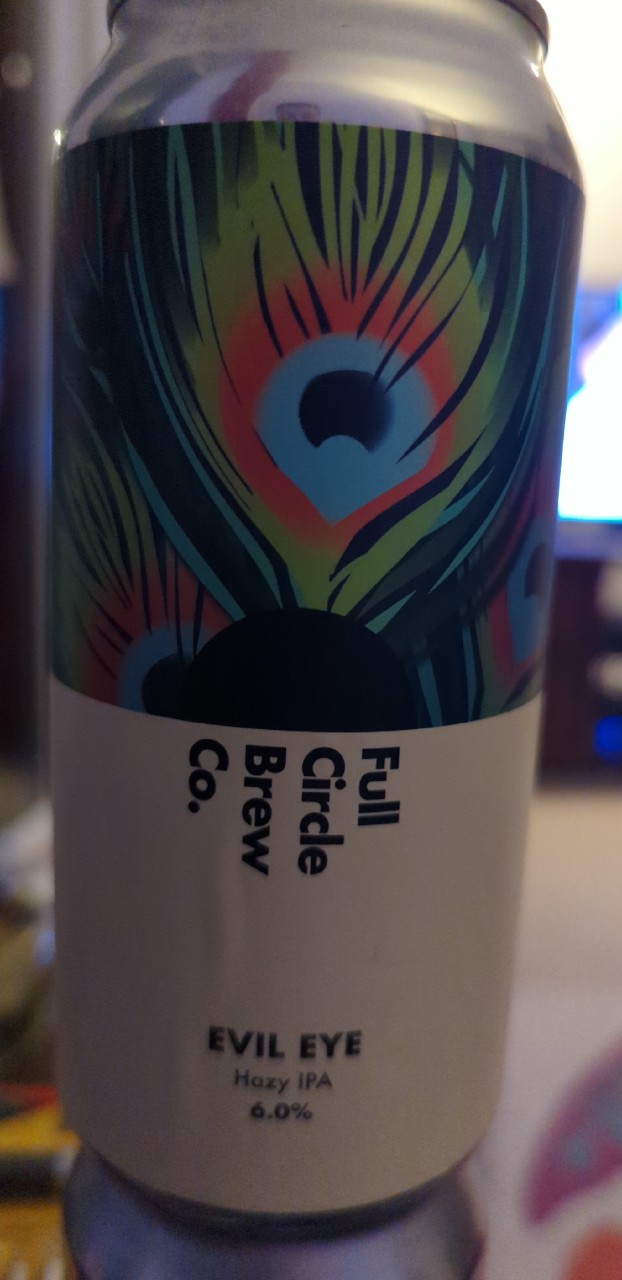 Full
Circle
Brew
Co.
EVIL EYE
Hazy IPA
6.0%